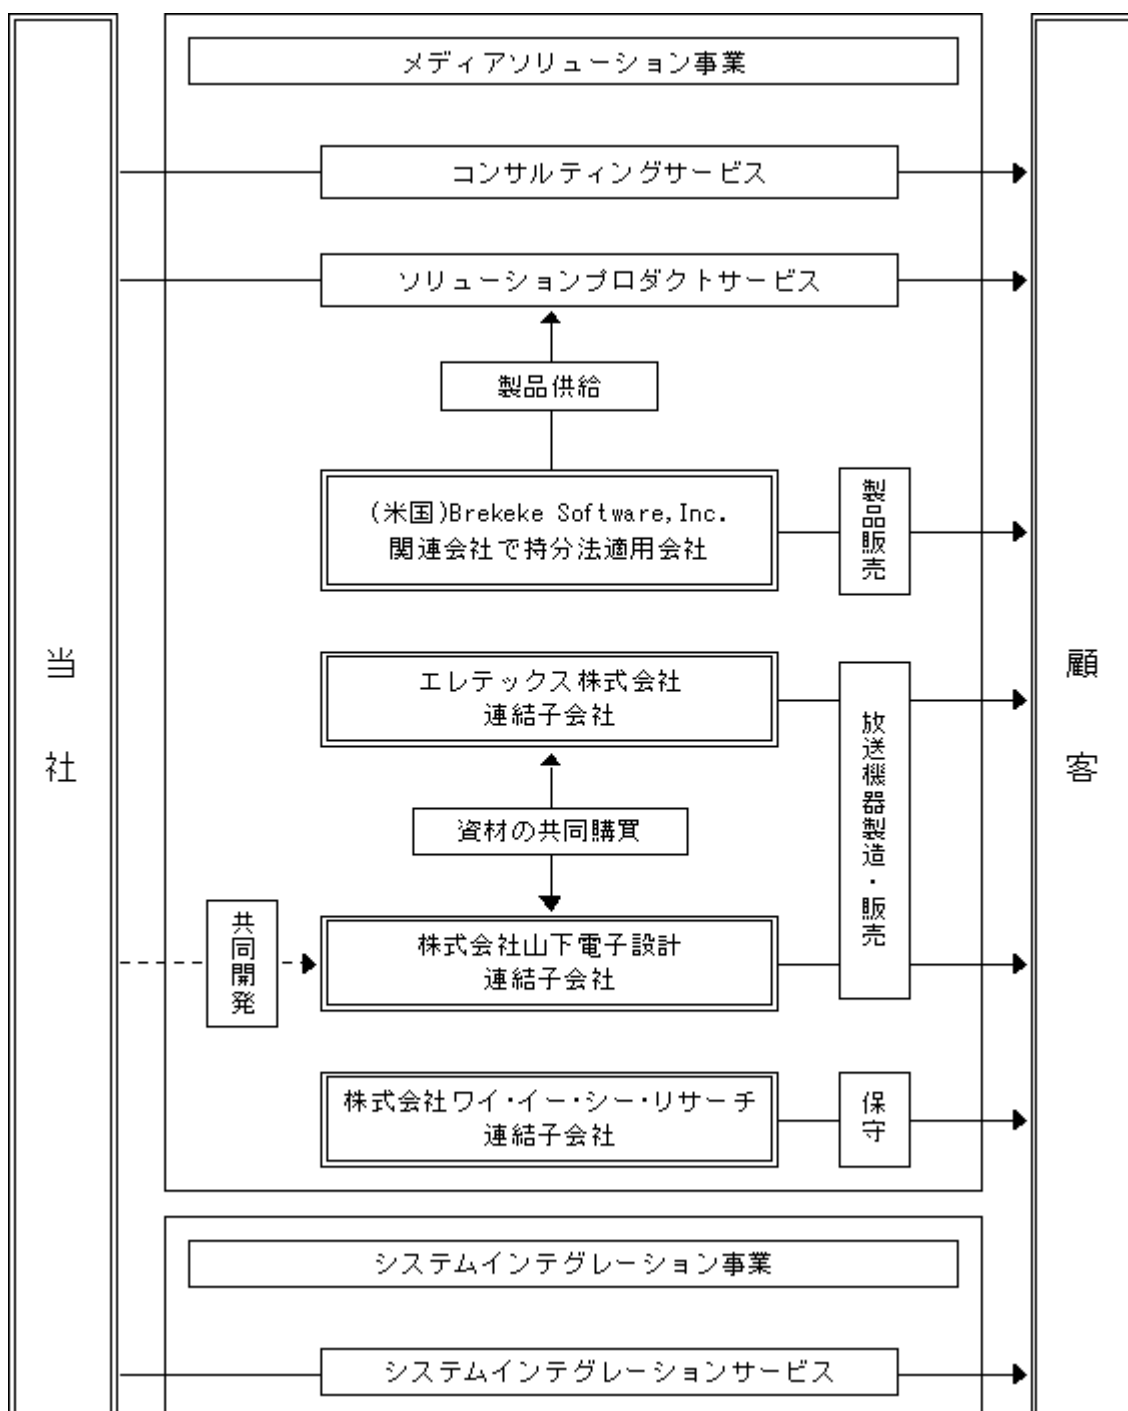 メディアソリューション事業
コンサルティングサービス
ソリューションプロダクトサービス
製品供給
(米国)Brekeke Software,Inc.
関連会社で持分法適用会社
製品販売
当社
顧客
エレテックス株式会社
連結子会社
放送機器製造・販売
資材の共同購買
共同開発
株式会社山下電子設計
連結子会社
株式会社ワイ・イー・シー・リサーチ
連結子会社
保守
システムインテグレーション事業
システムインテグレーションサービス